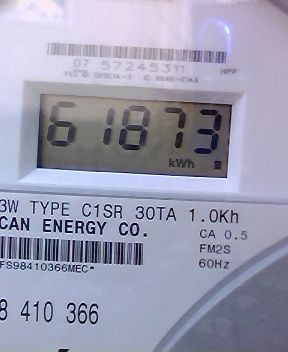 07 57245311
HPP
61873
kWh
3W TYPE C1SR 30TA 1.0Kh
CAN ENERGY CO.
CA 0.5
FM2S
60Hz
FS98410366MEC*
8 410 366